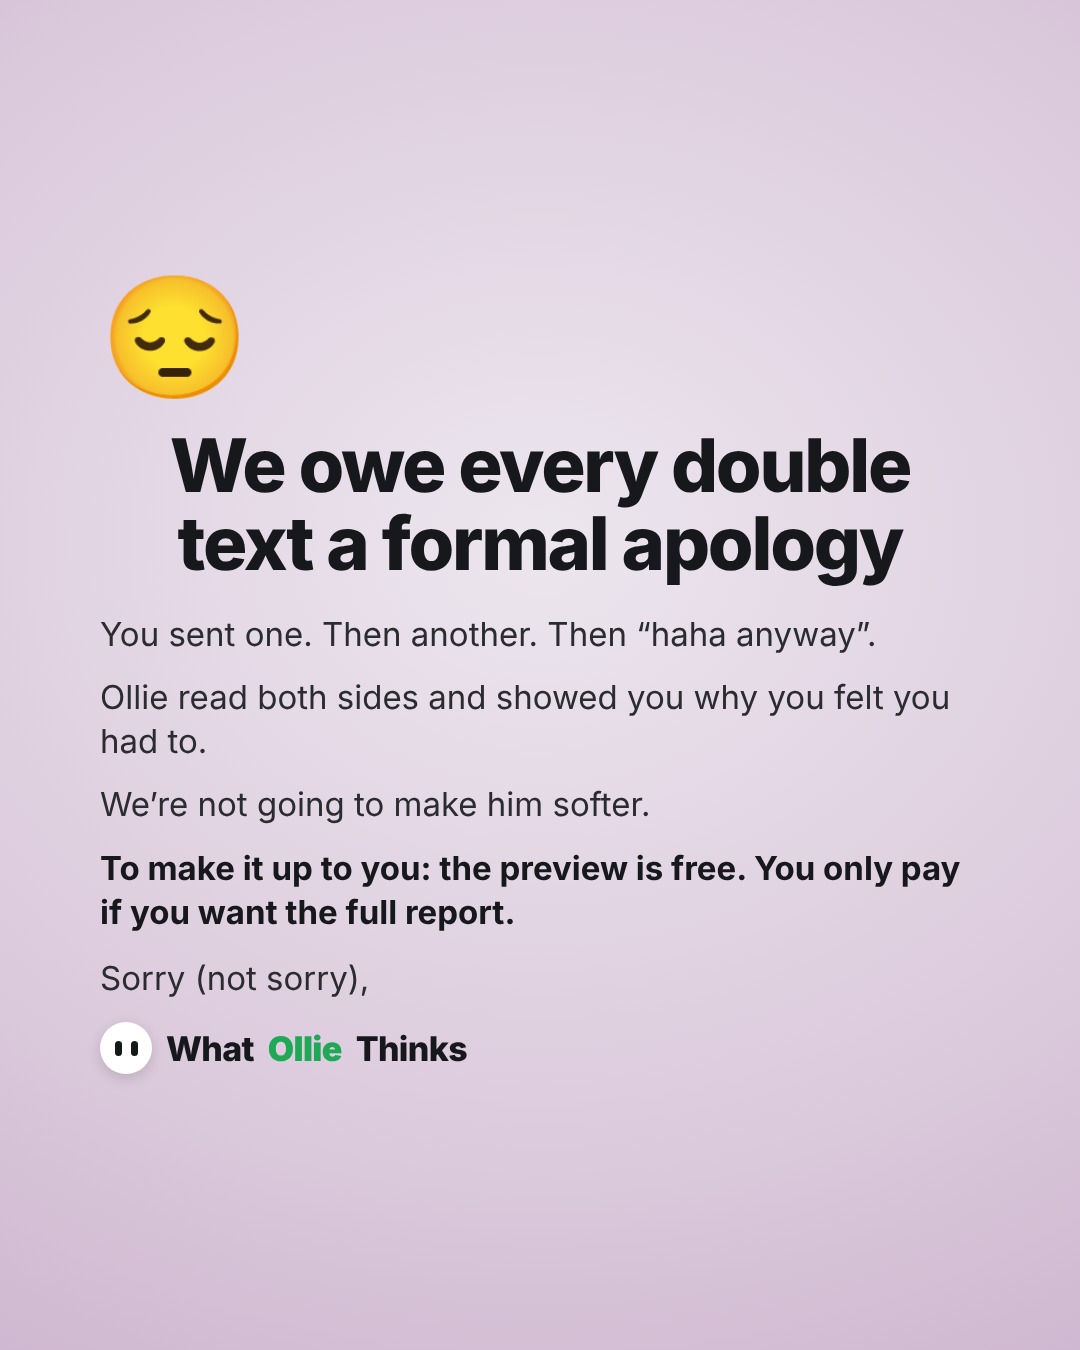 We owe every double
text a formal apology
You sent one. Then another. Then “haha anyway”.
Ollie read both sides and showed you why you felt you
had to.
We’re not going to make him softer.
To make it up to you: the preview is free. You only pay
if you want the full report.
Sorry (not sorry),
What Ollie Thinks